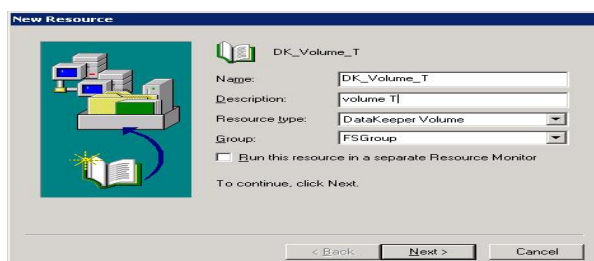 New Resource
DK_Volume_T
Name: DK_Volume_T
Description: volume T
Resource type: DataKeeper Volume
Group: FSGroup
Run this resource in a separate Resource Monitor
To continue, click Next.
< Back Next > Cancel